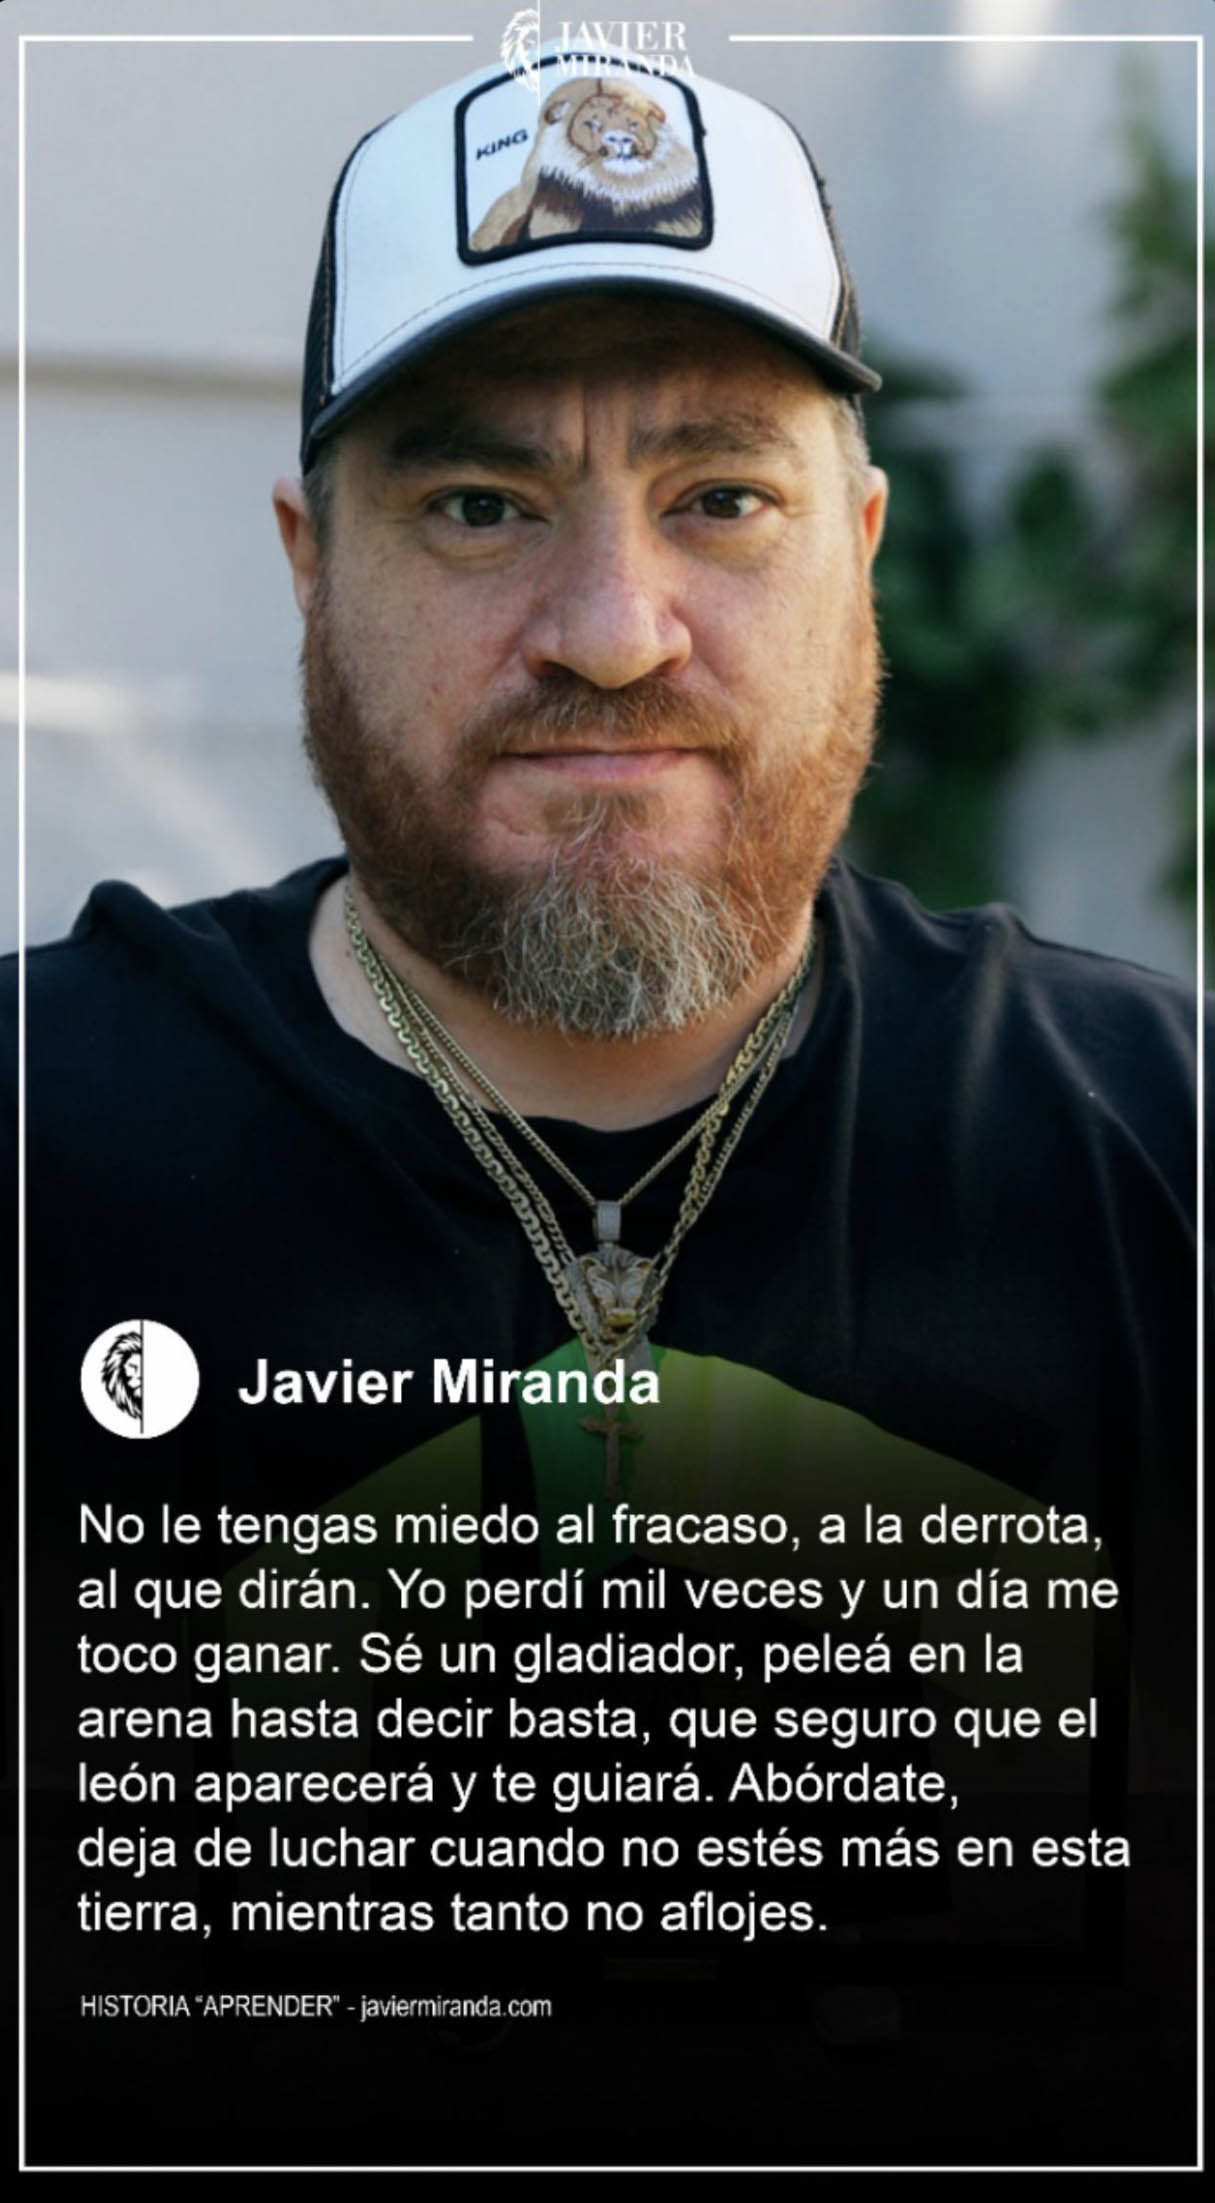 JAVIER
MIRANDA
KING
Javier Miranda
No le tengas miedo al fracaso, a la derrota,
al que dirán. Yo perdí mil veces y un día me
toco ganar. Sé un gladiador, peleá en la
arena hasta decir basta, que seguro que el
león aparecerá y te guiará. Abórdate,
deja de luchar cuando no estés más en esta
tierra, mientras tanto no aflojes.
HISTORIA “APRENDER” - javiermiranda.com